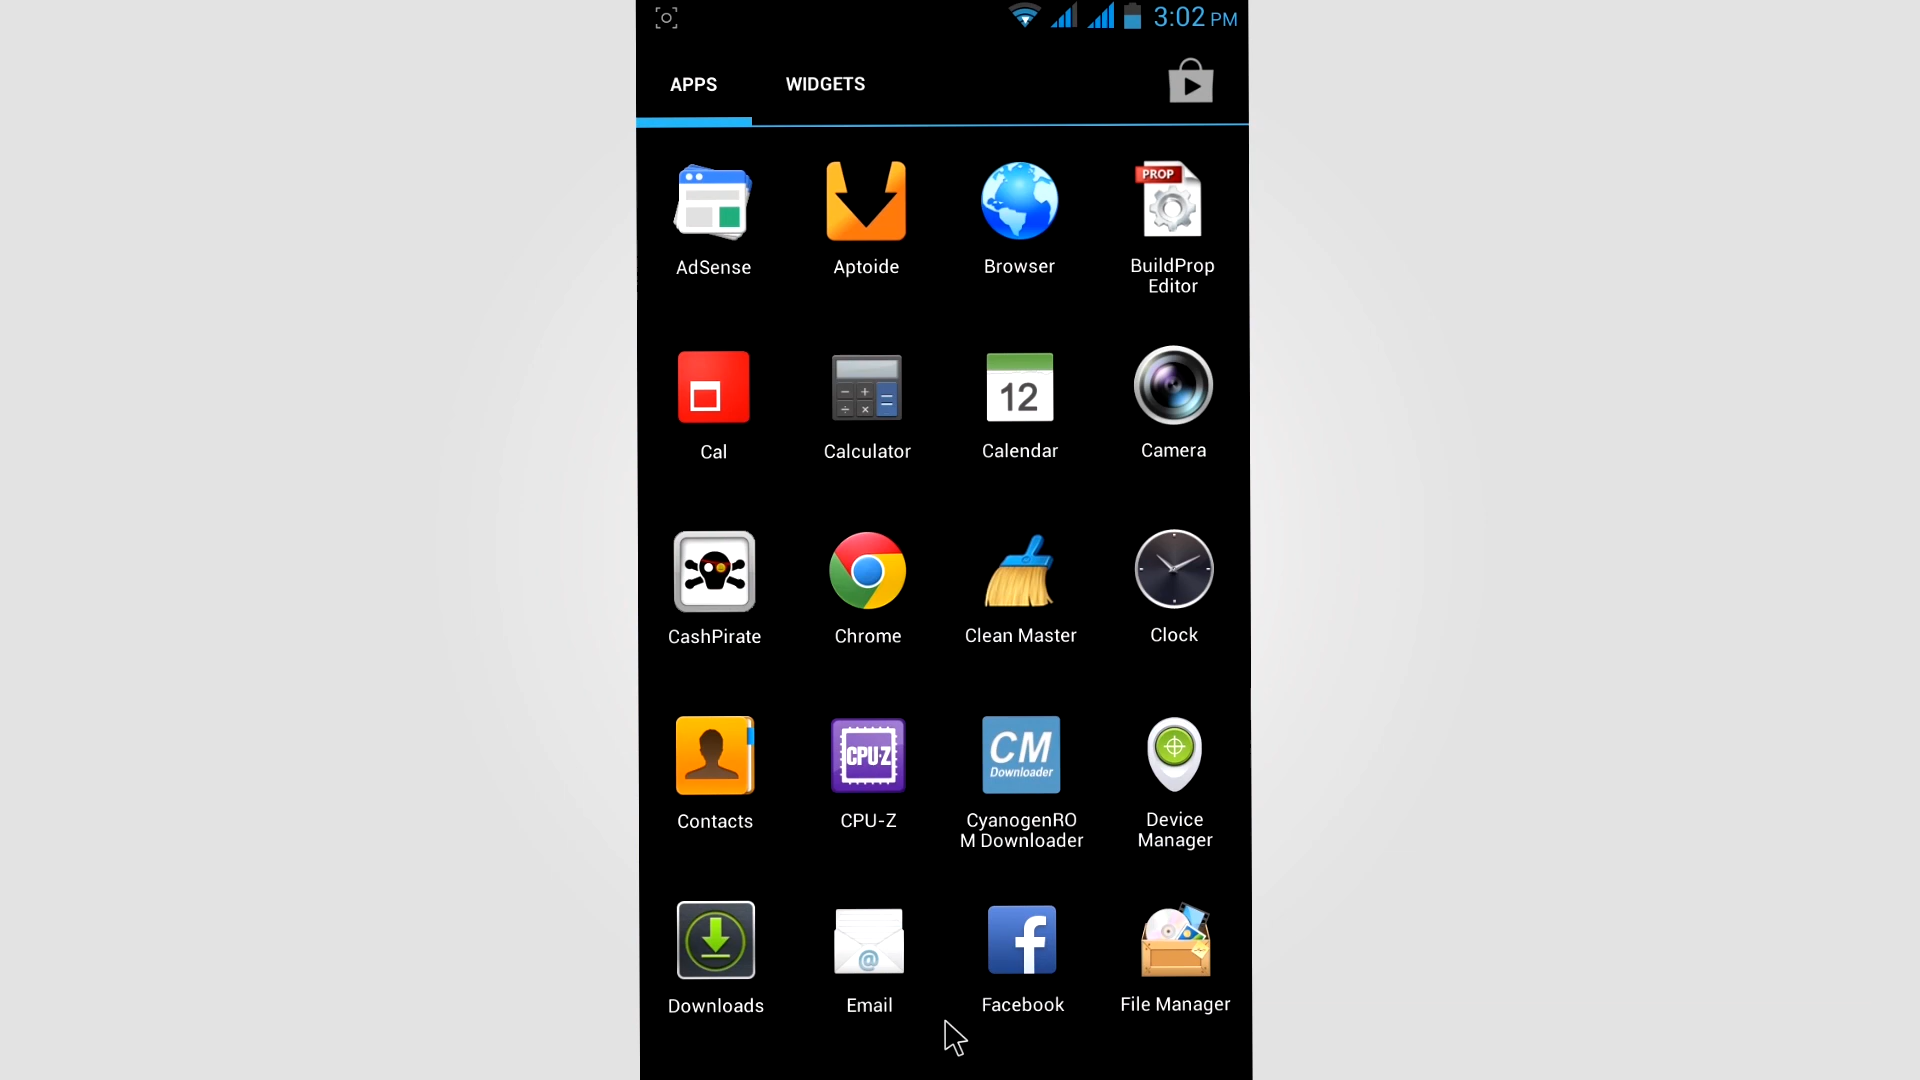 3:02 PM
APPS
WIDGETS
PROP
AdSense
Aptoide
Browser
BuildProp
Editor
12
Cal
Calculator
Calendar
Camera
CashPirate
Chrome
Clean Master
Clock
CPU-Z
CM
Downloader
Contacts
CPU-Z
CyanogenRO
M Downloader
Device
Manager
@
f
Downloads
Email
Facebook
File Manager